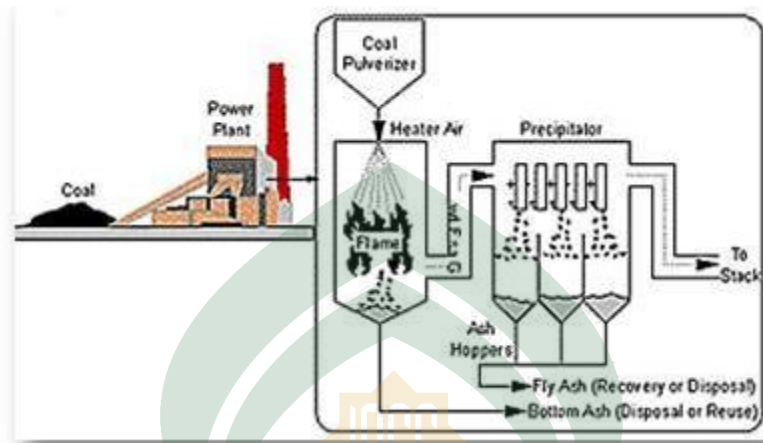 Coal
Pulverizer
Power
Plant
Heater Air
Precipitator
Coal
Flame
To
Stack
Ash
Hoppers
Fly Ash (Recovery or Disposal)
Bottom Ash (Disposal or Reuse)